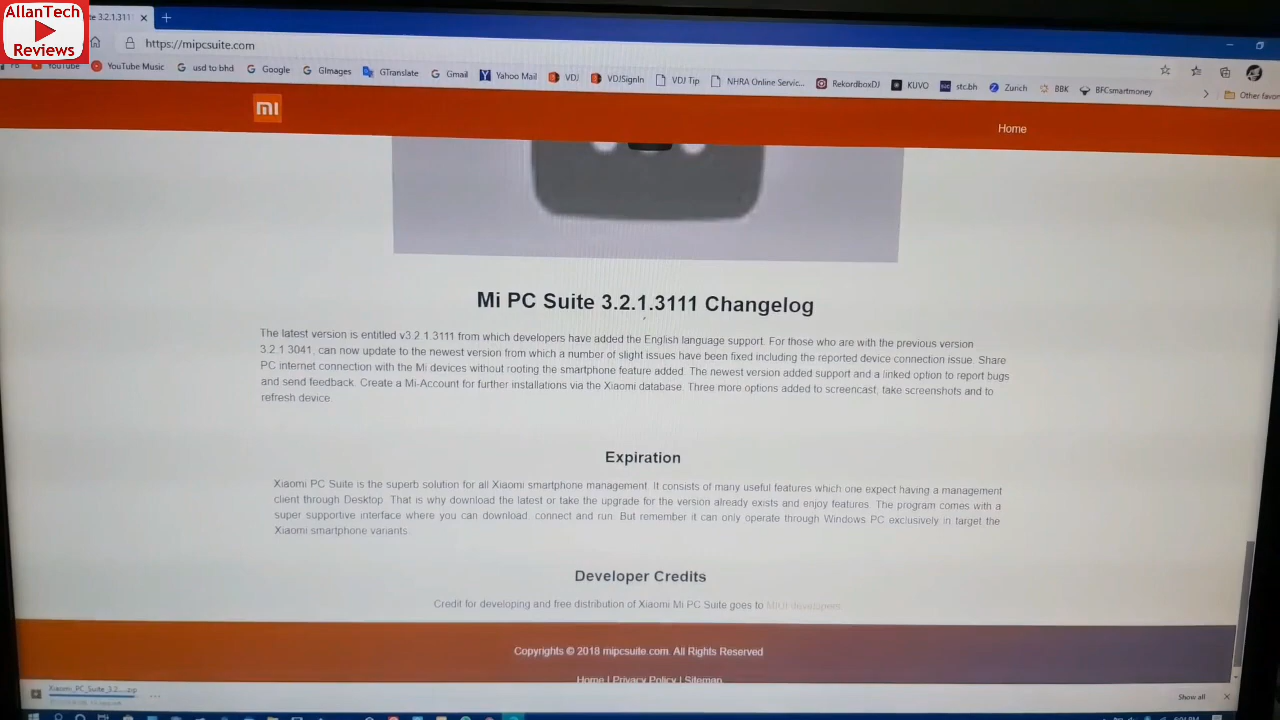 AllanTech
Reviews
te 3.2.1.311
https://mipcsuite.com
YouTube
YouTube Music
usd to bhd
Google
GImages
GTranslate
Gmail
Yahoo Mail
VDJ
VDJSignIn
VDJ Tip
NHRA Online Servic...
RekordboxDJ
KUVO
stc.bh
Zurich
BBK
BFCsmartmoney
Other favor
mi
Home
Mi PC Suite 3.2.1.3111 Changelog
The latest version is entitled v3.2.1.3111 from which developers have added the English language support. For those who are with the previous version
3.2.1.3041, can now update to the newest version from which a number of slight issues have been fixed including the reported device connection issue. Share
PC internet connection with the Mi devices without rooting the smartphone feature added. The newest version added support and a linked option to report bugs
and send feedback. Create a Mi-Account for further installations via the Xiaomi database. Three more options added to screencast, take screenshots and to
refresh device.
Expiration
Xiaomi PC Suite is the superb solution for all Xiaomi smartphone management. It consists of many useful features which one expect having a management
client through Desktop. That is why download the latest or take the upgrade for the version already exists and enjoy features. The program comes with a
super supportive interface where you can download, connect and run. But remember it can only operate through Windows PC exclusively in target the
Xiaomi smartphone variants.
Developer Credits
Credit for developing and free distribution of Xiaomi Mi PC Suite goes to MIUI developers.
Copyrights © 2018 mipcsuite.com. All Rights Reserved
Home | Privacy Policy | Sitemap
Xiaomi_PC_Suite_3.2....zip
Show all